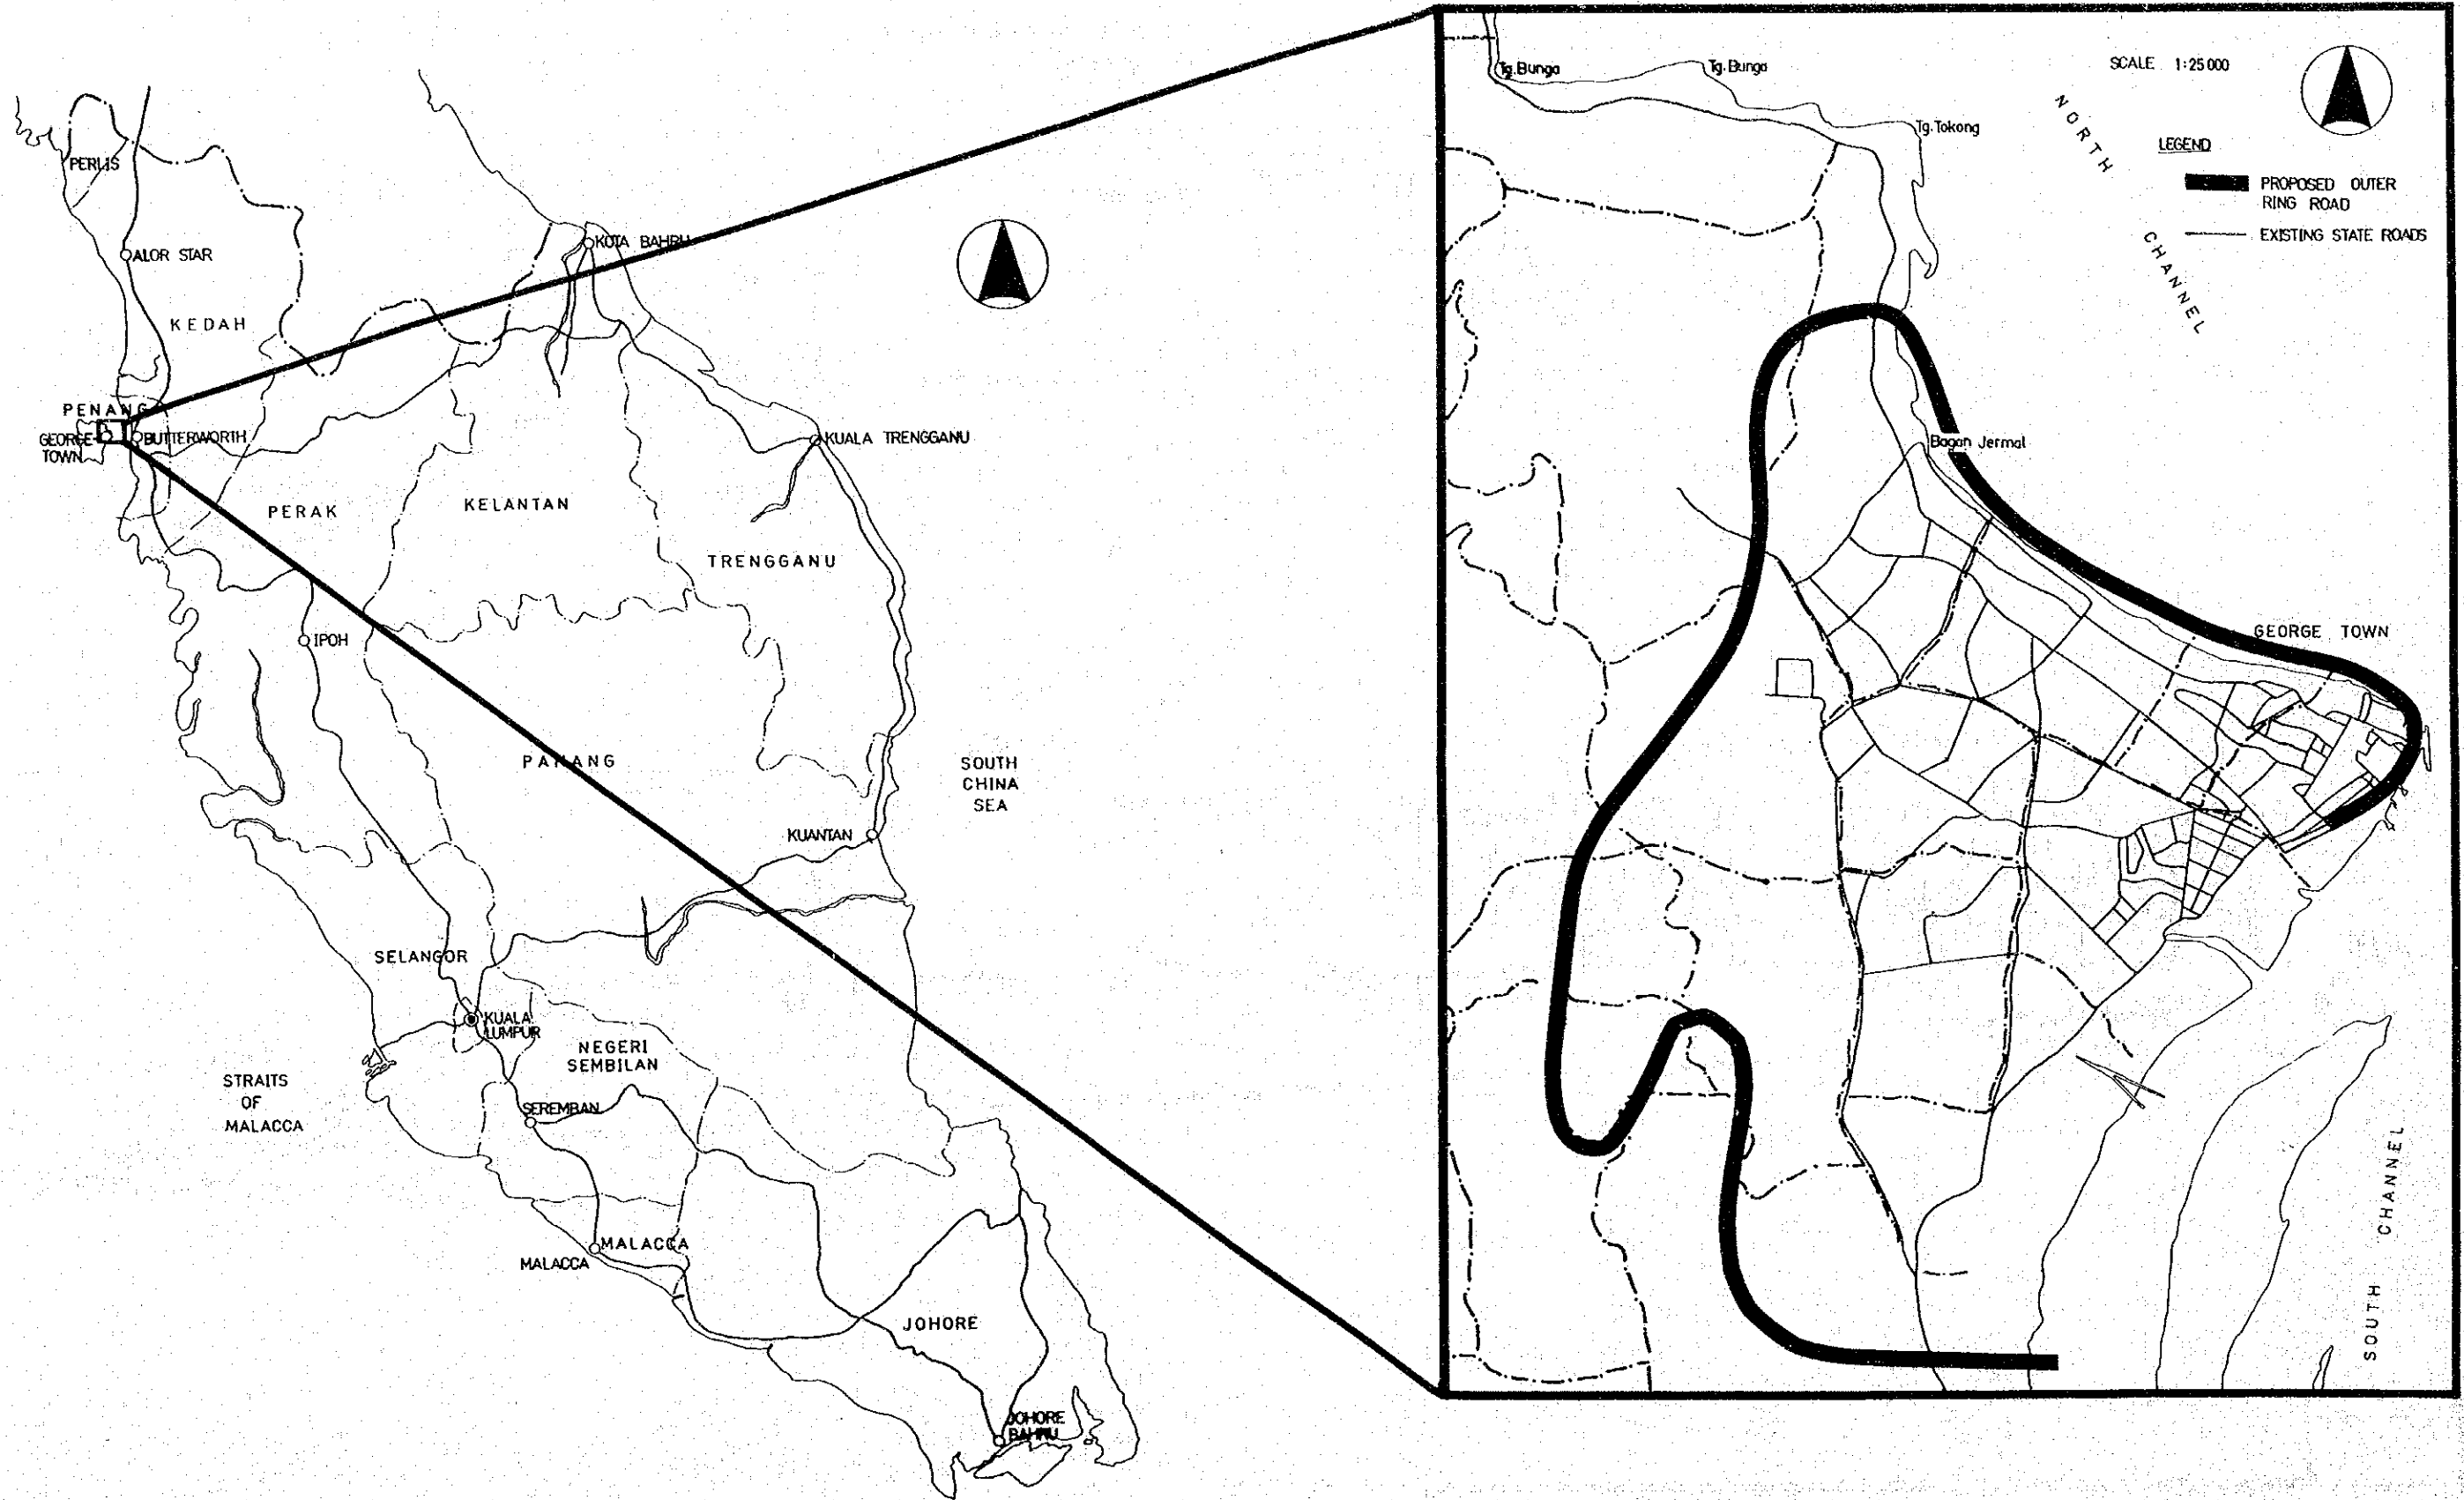 PERLIS
ALOR STAR
KEDAH
KOTA BAHRU
PENANG
GEORGE
TOWN
BUTTERWORTH
KUALA TRENGGANU
PERAK
KELANTAN
TRENGGANU
IPOH
PAHANG
SOUTH
CHINA
SEA
KUANTAN
SELANGOR
KUALA
LUMPUR
NEGERI
SEMBILAN
STRAITS
OF
MALACCA
SEREMBAN
MALACCA
MALACCA
JOHORE
JOHORE
BAHRU
Tg.Bunga
Tg.Bunga
Tg.Tokong
NORTH CHANNEL
SCALE 1:25000
LEGEND
PROPOSED OUTER
RING ROAD
EXISTING STATE ROADS
Bagan Jermal
GEORGE TOWN
SOUTH CHANNEL